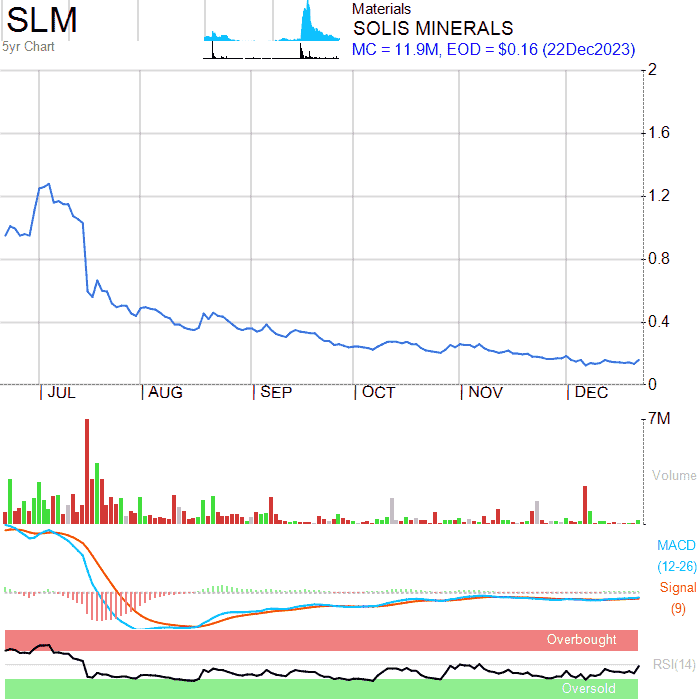 SLM
5yr Chart
Materials
SOLIS MINERALS
MC = 11.9M, EOD = $0.16 (22Dec2023)
2
1.6
1.2
0.8
0.4
0
JUL AUG SEP OCT NOV DEC
7M
Volume
MACD
(12-26)
Signal
(9)
Overbought
RSI(14)
Oversold